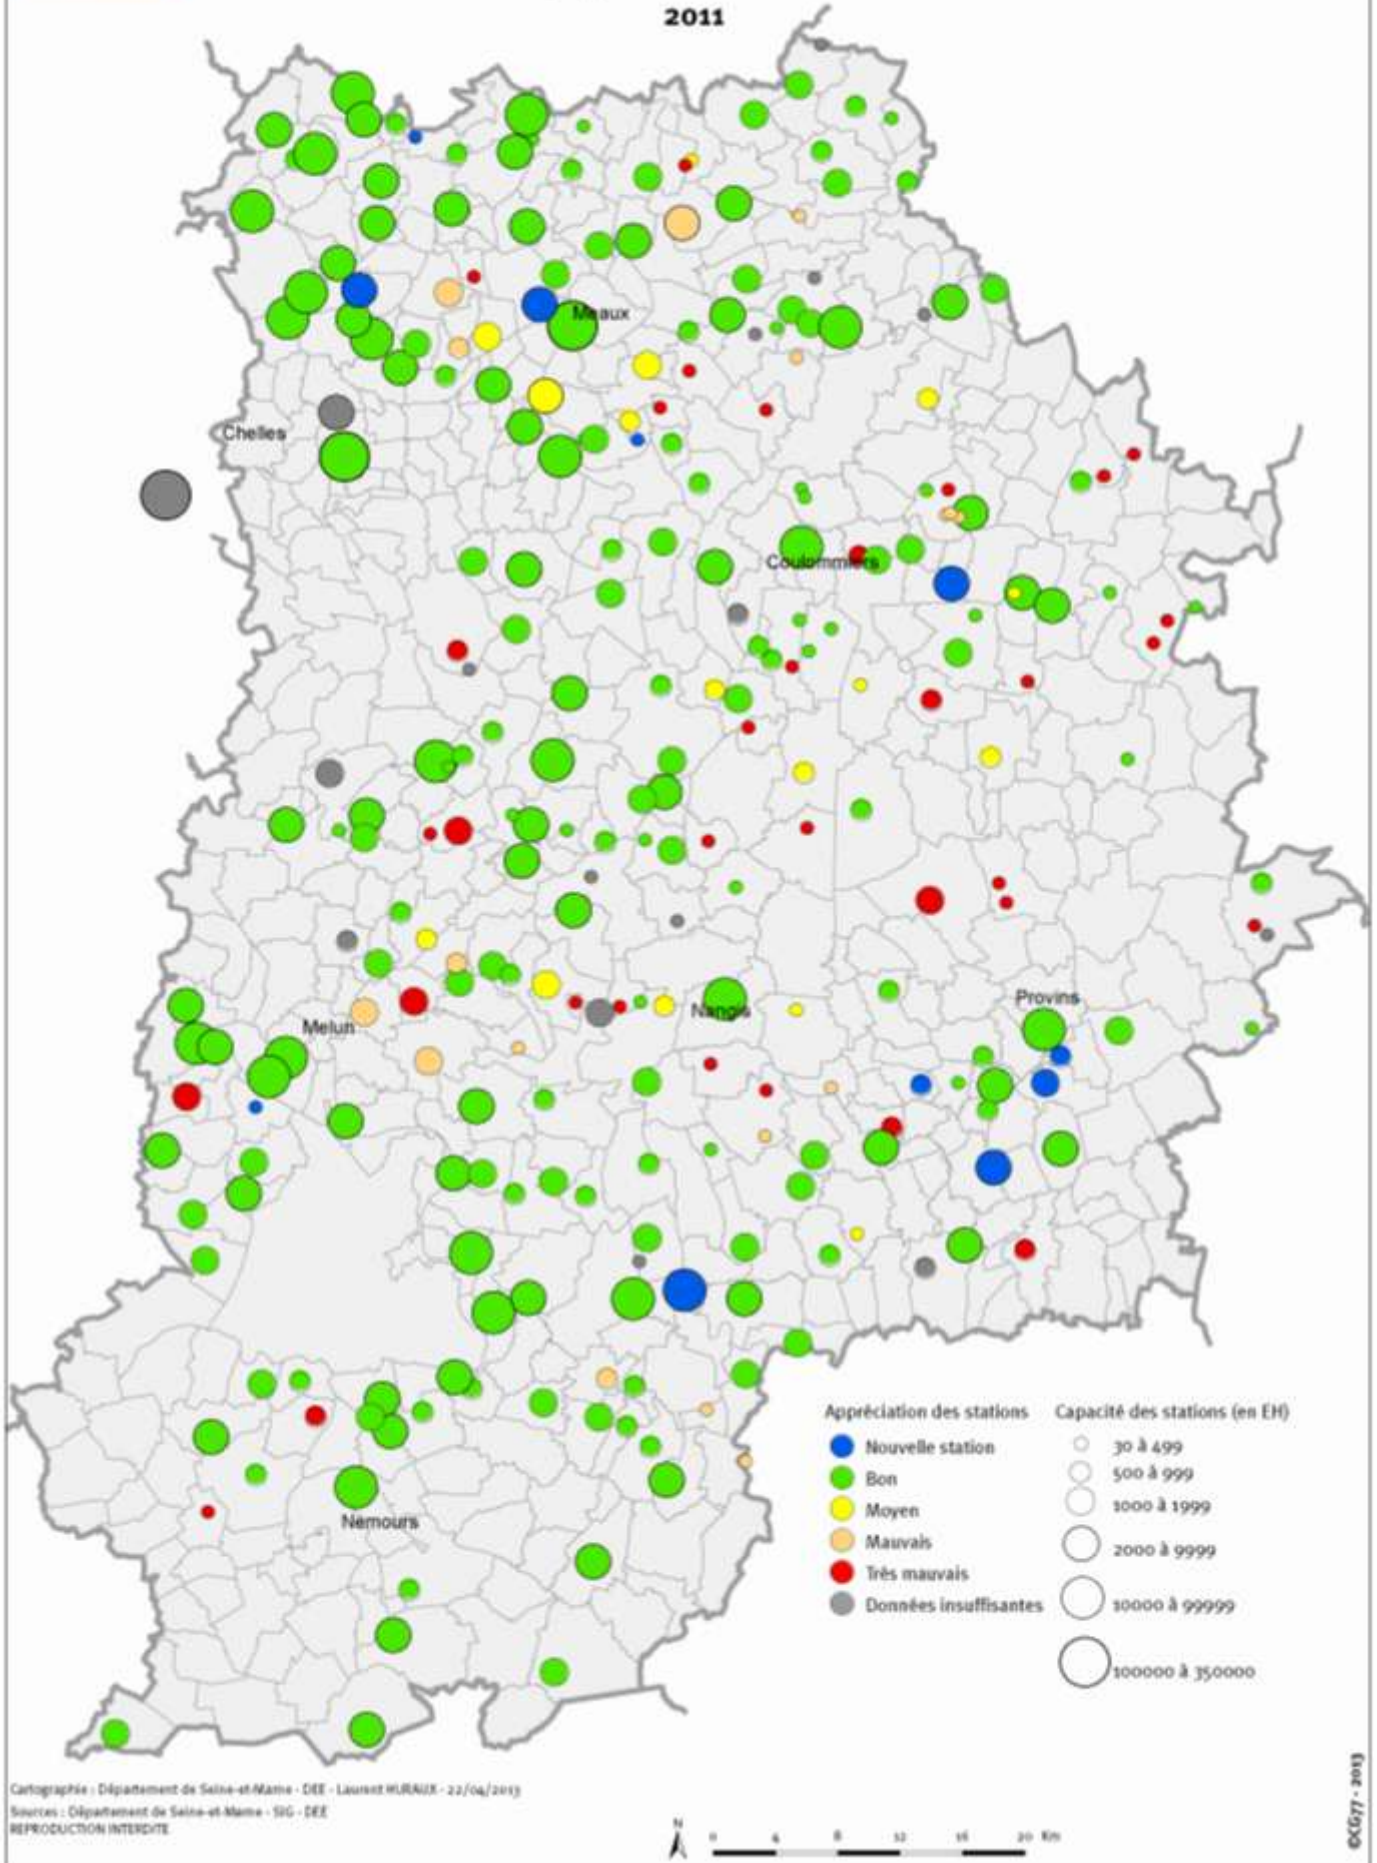 2011
Meaux
Chelles
Coulommiers
Nangis
Provins
Melun
Nemours
Appréciation des stations
Nouvelle station
Bon
Moyen
Mauvais
Très mauvais
Données insuffisantes
Capacité des stations (en EH)
30 à 499
500 à 999
1000 à 1999
2000 à 9999
10000 à 99999
100000 à 350000
Cartographie : Département de Seine-et-Marne - DEE - Laurent HURAUX - 22/04/2013
Sources : Département de Seine-et-Marne - SIG - DEE
REPRODUCTION INTERDITE
N
0 4 8 12 16 20 Km
©CG77 - 2013